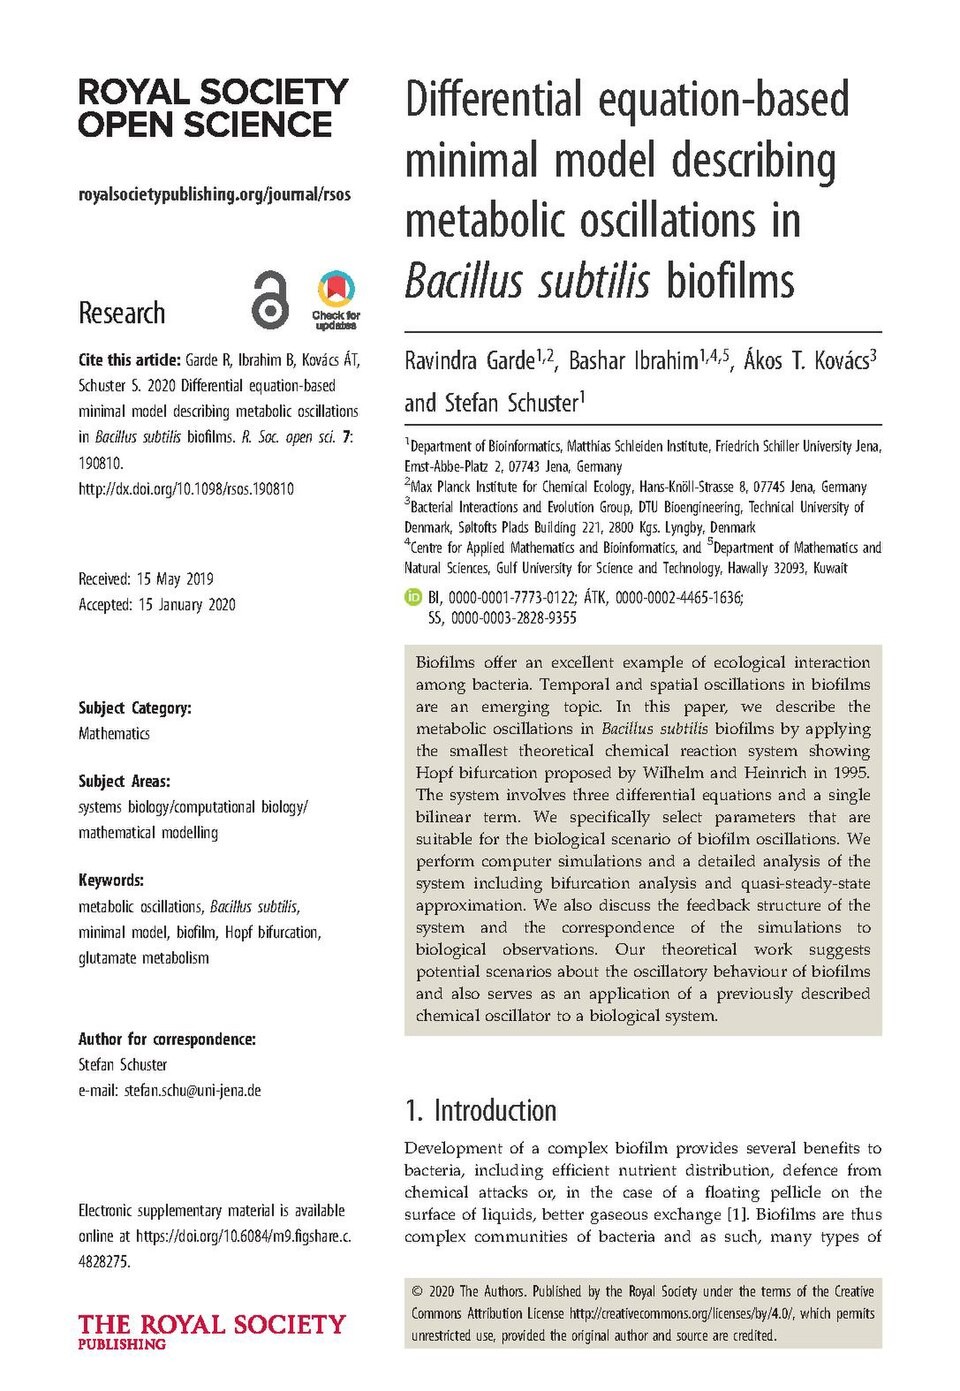 ROYAL SOCIETY
OPEN SCIENCE
royalsocietypublishing.org/journal/rsos
Research
Check for
updates
Cite this article: Garde R, Ibrahim B, Kovács ÁT,
Schuster S. 2020 Differential equation-based
minimal model describing metabolic oscillations
in Bacillus subtilis biofilms. R. Soc. open sci. 7:
190810.
http://dx.doi.org/10.1098/rsos.190810
Received: 15 May 2019
Accepted: 15 January 2020
Subject Category:
Mathematics
Subject Areas:
systems biology/computational biology/
mathematical modelling
Keywords:
metabolic oscillations, Bacillus subtilis,
minimal model, biofilm, Hopf bifurcation,
glutamate metabolism
Author for correspondence:
Stefan Schuster
e-mail: stefan.schu@uni-jena.de
Electronic supplementary material is available
online at https://doi.org/10.6084/m9.figshare.c.
4828275.
THE ROYAL SOCIETY
PUBLISHING
Differential equation-based
minimal model describing
metabolic oscillations in
Bacillus subtilis biofilms
Ravindra Garde1,2, Bashar Ibrahim1,4,5, Ákos T. Kovács3
and Stefan Schuster1
1Department of Bioinformatics, Matthias Schleiden Institute, Friedrich Schiller University Jena,
Ernst-Abbe-Platz 2, 07743 Jena, Germany
2Max Planck Institute for Chemical Ecology, Hans-Knöll-Strasse 8, 07745 Jena, Germany
3Bacterial Interactions and Evolution Group, DTU Bioengineering, Technical University of
Denmark, Søltofts Plads Building 221, 2800 Kgs. Lyngby, Denmark
4Centre for Applied Mathematics and Bioinformatics, and 5Department of Mathematics and
Natural Sciences, Gulf University for Science and Technology, Hawally 32093, Kuwait
iD BI, 0000-0001-7773-0122; ÁTK, 0000-0002-4465-1636;
SS, 0000-0003-2828-9355
Biofilms offer an excellent example of ecological interaction
among bacteria. Temporal and spatial oscillations in biofilms
are an emerging topic. In this paper, we describe the
metabolic oscillations in Bacillus subtilis biofilms by applying
the smallest theoretical chemical reaction system showing
Hopf bifurcation proposed by Wilhelm and Heinrich in 1995.
The system involves three differential equations and a single
bilinear term. We specifically select parameters that are
suitable for the biological scenario of biofilm oscillations. We
perform computer simulations and a detailed analysis of the
system including bifurcation analysis and quasi-steady-state
approximation. We also discuss the feedback structure of the
system and the correspondence of the simulations to
biological observations. Our theoretical work suggests
potential scenarios about the oscillatory behaviour of biofilms
and also serves as an application of a previously described
chemical oscillator to a biological system.
1. Introduction
Development of a complex biofilm provides several benefits to
bacteria, including efficient nutrient distribution, defence from
chemical attacks or, in the case of a floating pellicle on the
surface of liquids, better gaseous exchange [1]. Biofilms are thus
complex communities of bacteria and as such, many types of
© 2020 The Authors. Published by the Royal Society under the terms of the Creative
Commons Attribution License http://creativecommons.org/licenses/by/4.0/, which permits
unrestricted use, provided the original author and source are credited.